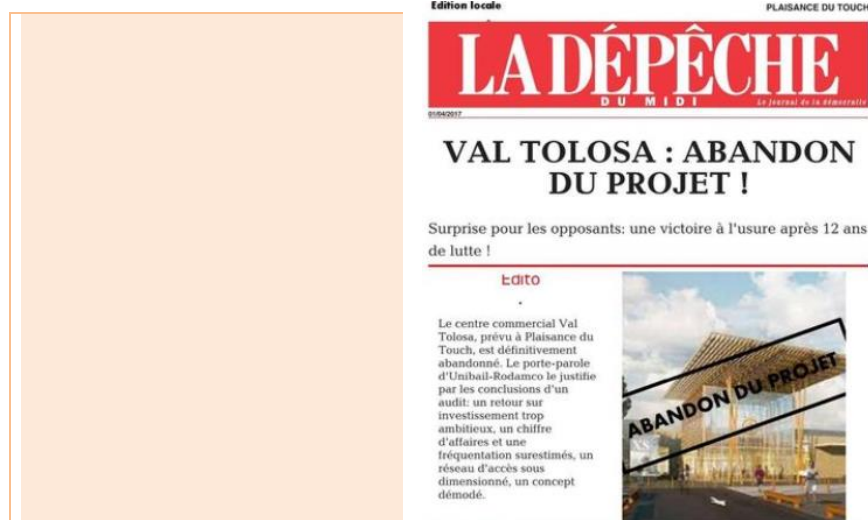 Edition locale
PLAISANCE DU TOUCH
LA DÉPÊCHE
DU MIDI
Le journal de la démocratie
01/04/2017
VAL TOLOSA : ABANDON
DU PROJET !
Surprise pour les opposants: une victoire à l'usure après 12 ans
de lutte !
Edito
Le centre commercial Val
Tolosa, prévu à Plaisance du
Touch, est définitivement
abandonné. Le porte-parole
d'Unibail-Rodamco le justifie
par les conclusions d'un
audit: un retour sur
investissement trop
ambitieux, un chiffre
d'affaires et une
fréquentation surestimés, un
réseau d'accès sous
dimensionné, un concept
démodé.
ABANDON DU PROJET